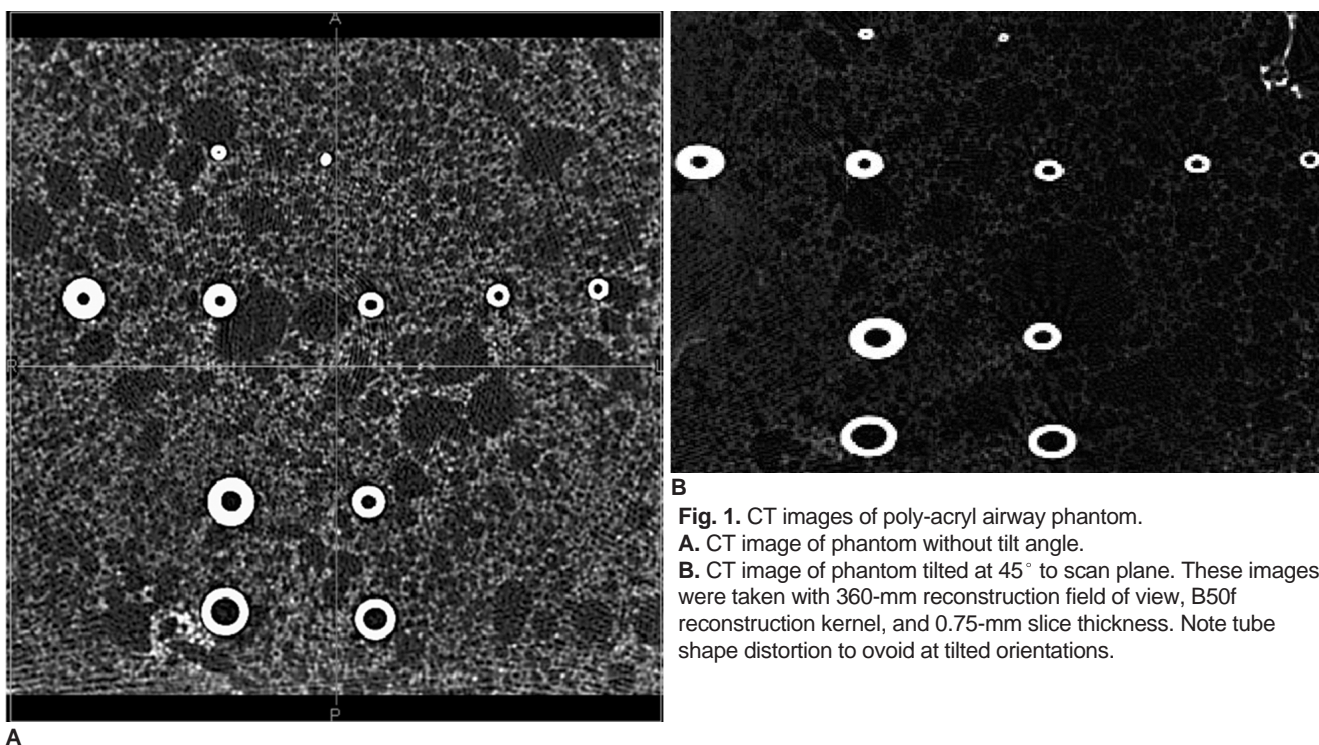 A
R
L
P
A
B
Fig. 1. CT images of poly-acryl airway phantom.
A. CT image of phantom without tilt angle.
B. CT image of phantom tilted at 45° to scan plane. These images
were taken with 360-mm reconstruction field of view, B50f
reconstruction kernel, and 0.75-mm slice thickness. Note tube
shape distortion to ovoid at tilted orientations.